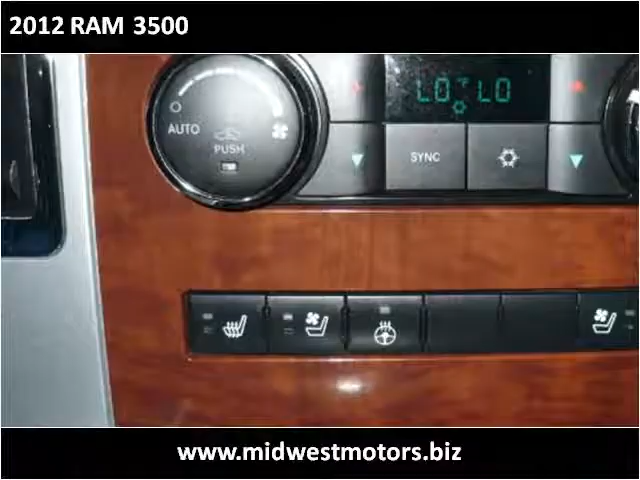 2012 RAM 3500
LO °F LO
AUTO
PUSH
SYNC
www.midwestmotors.biz